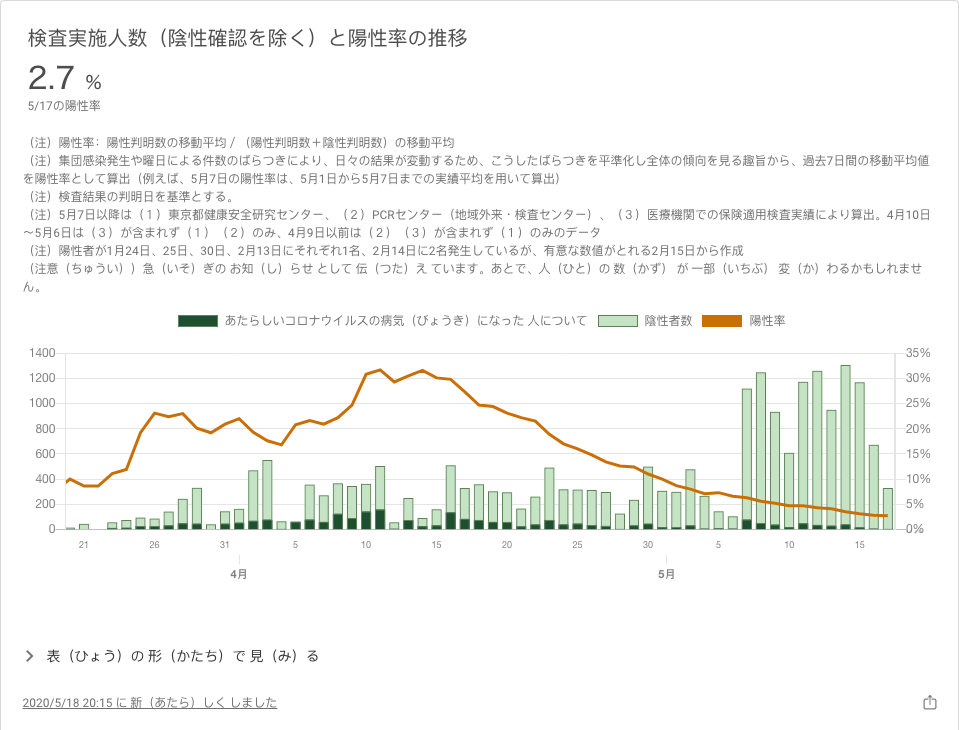 検査実施人数（陰性確認を除く）と陽性率の推移
2.7 %
5/17の陽性率
（注）陽性率：陽性判明数の移動平均 / （陽性判明数＋陰性判明数）の移動平均
（注）集団感染発生や曜日による件数のばらつきにより、日々の結果が変動するため、こうしたばらつきを平準化し全体の傾向を見る趣旨から、過去7日間の移動平均値
を陽性率として算出（例えば、5月7日の陽性率は、5月1日から5月7日までの実績平均を用いて算出）
（注）検査結果の判明日を基準とする。
（注）5月7日以降は（1）東京都健康安全研究センター、（2）PCRセンター（地域外来・検査センター）、（3）医療機関での保険適用検査実績により算出。4月10日
～5月6日は（3）が含まれず（1）（2）のみ、4月9日以前は（2）（3）が含まれず（1）のみのデータ
（注）陽性者が1月24日、25日、30日、2月13日にそれぞれ1名、2月14日に2名発生しているが、有意な数値がとれる2月15日から作成
（注意（ちゅうい））急（いそ）ぎの お知（し）らせ として 伝（つた）え ています。あとで、人（ひと）の 数（かず） が 一部（いちぶ） 変（か）わるかもしれませ
ん。
あたらしいコロナウイルスの病気（びょうき）になった 人について 陰性者数 陽性率
1400 35%
1200 30%
1000 25%
800 20%
600 15%
400 10%
200 5%
0 0%
21 26 31 5 10 15 20 25 30 5 10 15
4月 5月
表（ひょう）の 形（かたち）で 見（み）る
2020/5/18 20:15 に 新（あたら）しく しました